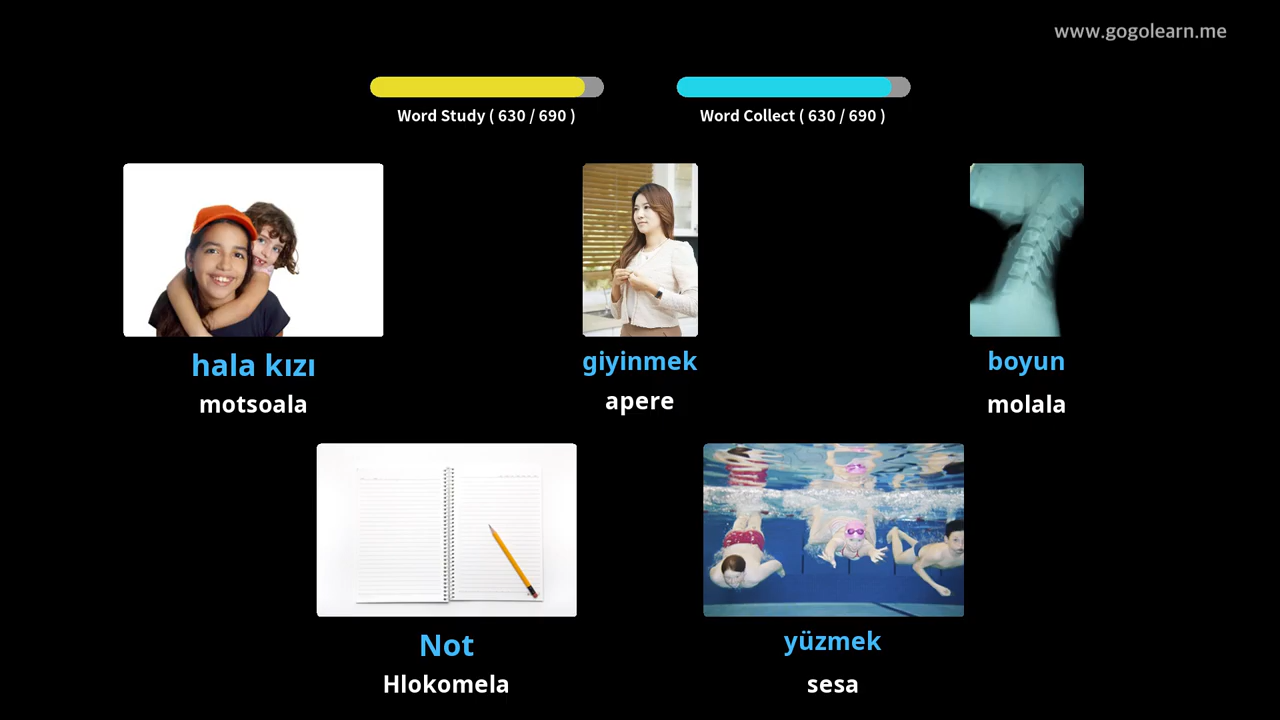 www.gogolearn.me
Word Study ( 630 / 690 )
Word Collect ( 630 / 690 )
hala kızı
motsoala
giyinmek
apere
boyun
molala
Not
Hlokomela
yüzmek
sesa